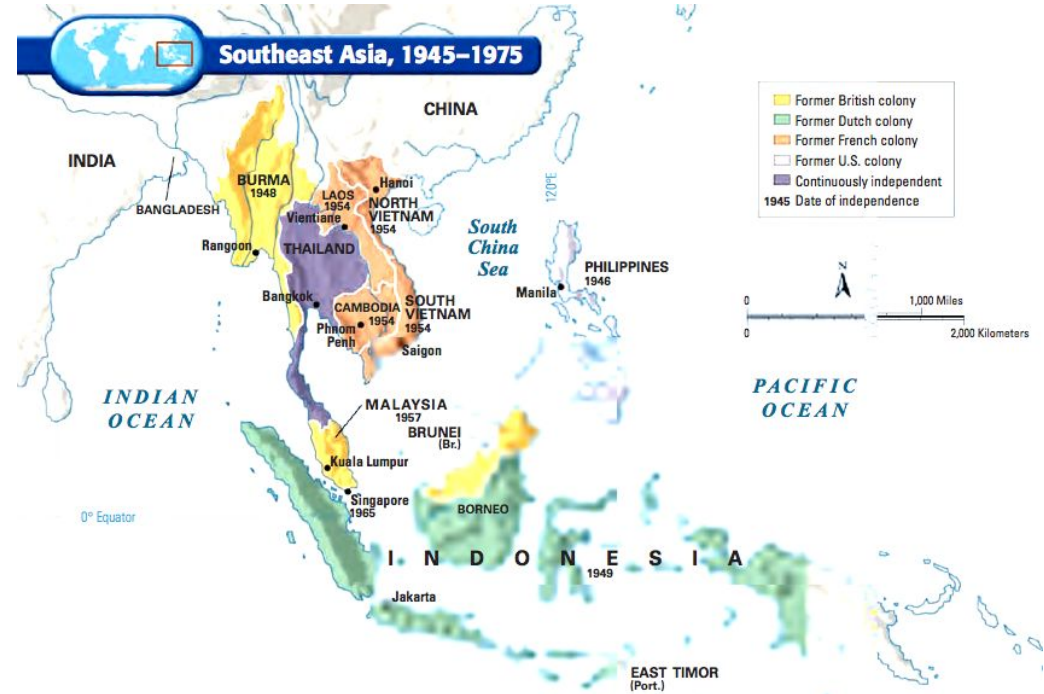 Southeast Asia, 1945–1975
Former British colony
Former Dutch colony
Former French colony
Former U.S. colony
Continuously independent
1945 Date of independence
N
0
1,000 Miles
0
2,000 Kilometers
CHINA
INDIA
BANGLADESH
BURMA
1948
Rangoon
LAOS
1954
Vientiane
Hanoi
NORTH
VIETNAM
1954
THAILAND
Bangkok
CAMBODIA
1954
Phnom
Penh
SOUTH
VIETNAM
1954
Saigon
South
China
Sea
120°E
PHILIPPINES
1946
Manila
INDIAN
OCEAN
PACIFIC
OCEAN
MALAYSIA
1957
BRUNEI
(Br.)
Kuala Lumpur
Singapore
1965
0° Equator
BORNEO
INDONESIA
1949
Jakarta
EAST TIMOR
(Port.)